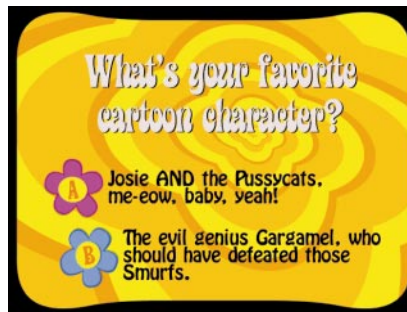 What's your favorite
cartoon character?
A
Josie AND the Pussycats,
me-eow, baby, yeah!
B
The evil genius Gargamel, who
should have defeated those
Smurfs.